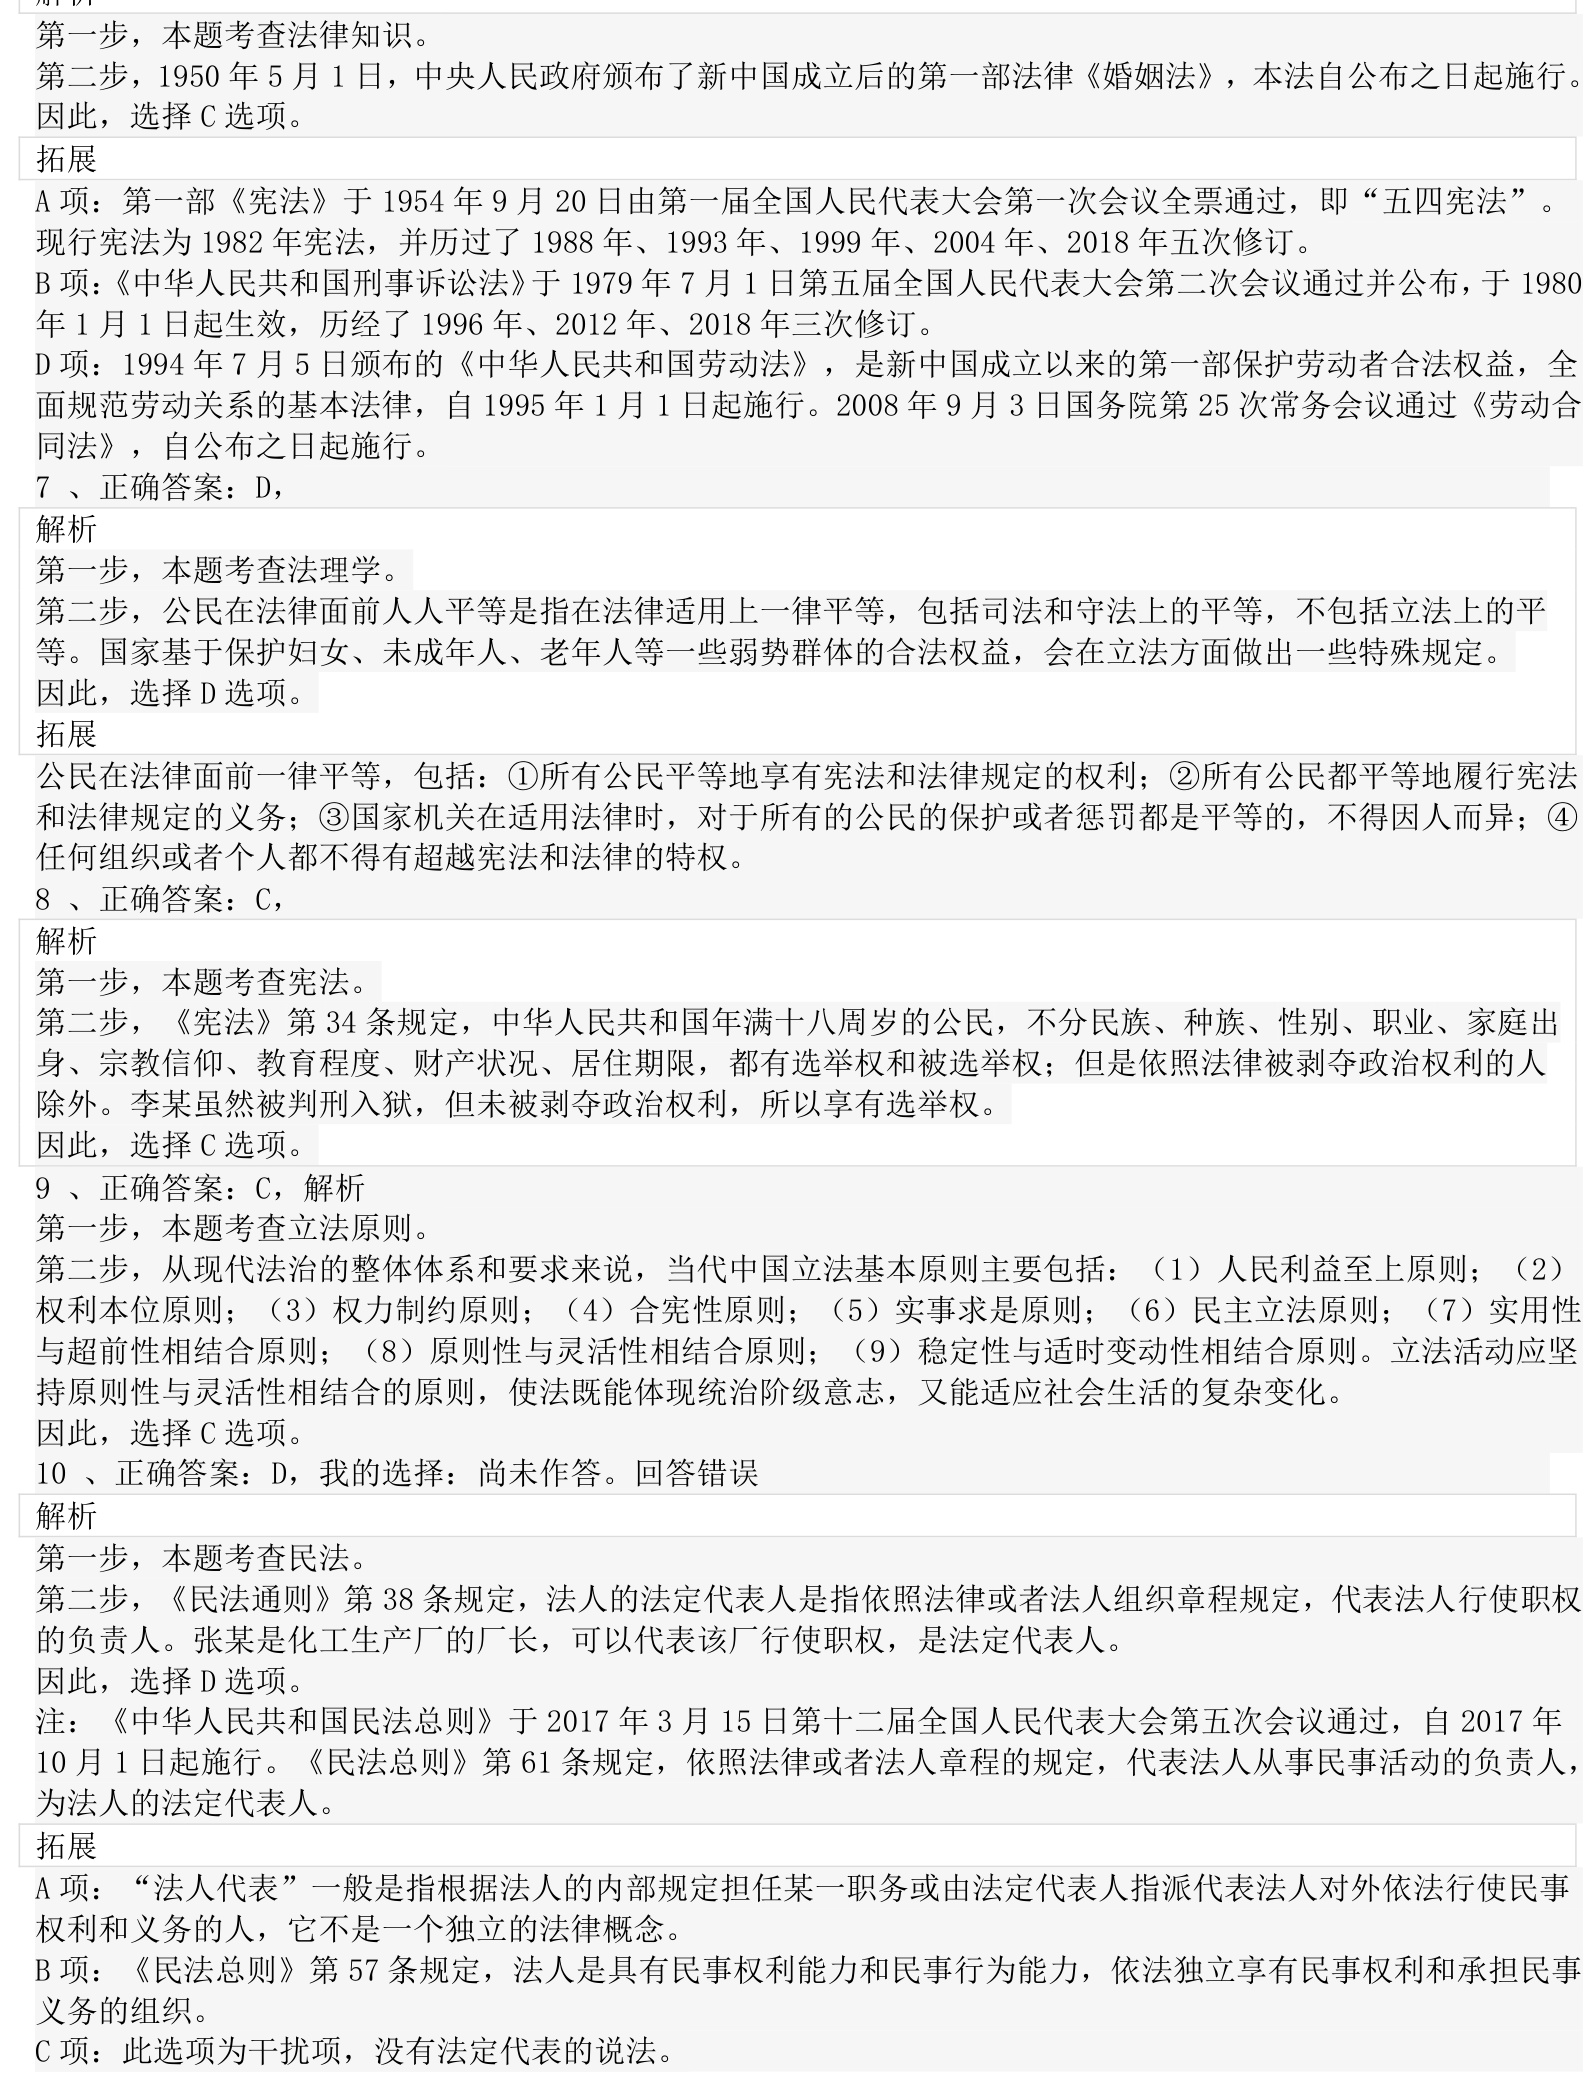 解析
第一步，本题考查法律知识。
第二步，1950 年 5 月 1 日，中央人民政府颁布了新中国成立后的第一部法律《婚姻法》，本法自公布之日起施行。
因此，选择 C 选项。
拓展
A 项：第一部《宪法》于 1954 年 9 月 20 日由第一届全国人民代表大会第一次会议全票通过，即“五四宪法”。
现行宪法为 1982 年宪法，并历过了 1988 年、1993 年、1999 年、2004 年、2018 年五次修订。
B 项：《中华人民共和国刑事诉讼法》于 1979 年 7 月 1 日第五届全国人民代表大会第二次会议通过并公布，于 1980
年 1 月 1 日起生效，历经了 1996 年、2012 年、2018 年三次修订。
D 项：1994 年 7 月 5 日颁布的《中华人民共和国劳动法》，是新中国成立以来的第一部保护劳动者合法权益，全
面规范劳动关系的基本法律，自 1995 年 1 月 1 日起施行。2008 年 9 月 3 日国务院第 25 次常务会议通过《劳动合
同法》，自公布之日起施行。
7 、正确答案：D，
解析
第一步，本题考查法理学。
第二步，公民在法律面前人人平等是指在法律适用上一律平等，包括司法和守法上的平等，不包括立法上的平
等。国家基于保护妇女、未成年人、老年人等一些弱势群体的合法权益，会在立法方面做出一些特殊规定。
因此，选择 D 选项。
拓展
公民在法律面前一律平等，包括：①所有公民平等地享有宪法和法律规定的权利；②所有公民都平等地履行宪法
和法律规定的义务；③国家机关在适用法律时，对于所有的公民的保护或者惩罚都是平等的，不得因人而异；④
任何组织或者个人都不得有超越宪法和法律的特权。
8 、正确答案：C，
解析
第一步，本题考查宪法。
第二步，《宪法》第 34 条规定，中华人民共和国年满十八周岁的公民，不分民族、种族、性别、职业、家庭出
身、宗教信仰、教育程度、财产状况、居住期限，都有选举权和被选举权；但是依照法律被剥夺政治权利的人
除外。李某虽然被判刑入狱，但未被剥夺政治权利，所以享有选举权。
因此，选择 C 选项。
9 、正确答案：C，解析
第一步，本题考查立法原则。
第二步，从现代法治的整体体系和要求来说，当代中国立法基本原则主要包括：（1）人民利益至上原则；（2）
权利本位原则；（3）权力制约原则；（4）合宪性原则；（5）实事求是原则；（6）民主立法原则；（7）实用性
与超前性相结合原则；（8）原则性与灵活性相结合原则；（9）稳定性与适时变动性相结合原则。立法活动应坚
持原则性与灵活性相结合的原则，使法既能体现统治阶级意志，又能适应社会生活的复杂变化。
因此，选择 C 选项。
10 、正确答案：D，我的选择：尚未作答。回答错误
解析
第一步，本题考查民法。
第二步，《民法通则》第 38 条规定，法人的法定代表人是指依照法律或者法人组织章程规定，代表法人行使职权
的负责人。张某是化工生产厂的厂长，可以代表该厂行使职权，是法定代表人。
因此，选择 D 选项。
注：《中华人民共和国民法总则》于 2017 年 3 月 15 日第十二届全国人民代表大会第五次会议通过，自 2017 年
10 月 1 日起施行。《民法总则》第 61 条规定，依照法律或者法人章程的规定，代表法人从事民事活动的负责人，
为法人的法定代表人。
拓展
A 项：“法人代表”一般是指根据法人的内部规定担任某一职务或由法定代表人指派代表法人对外依法行使民事
权利和义务的人，它不是一个独立的法律概念。
B 项：《民法总则》第 57 条规定，法人是具有民事权利能力和民事行为能力，依法独立享有民事权利和承担民事
义务的组织。
C 项：此选项为干扰项，没有法定代表的说法。